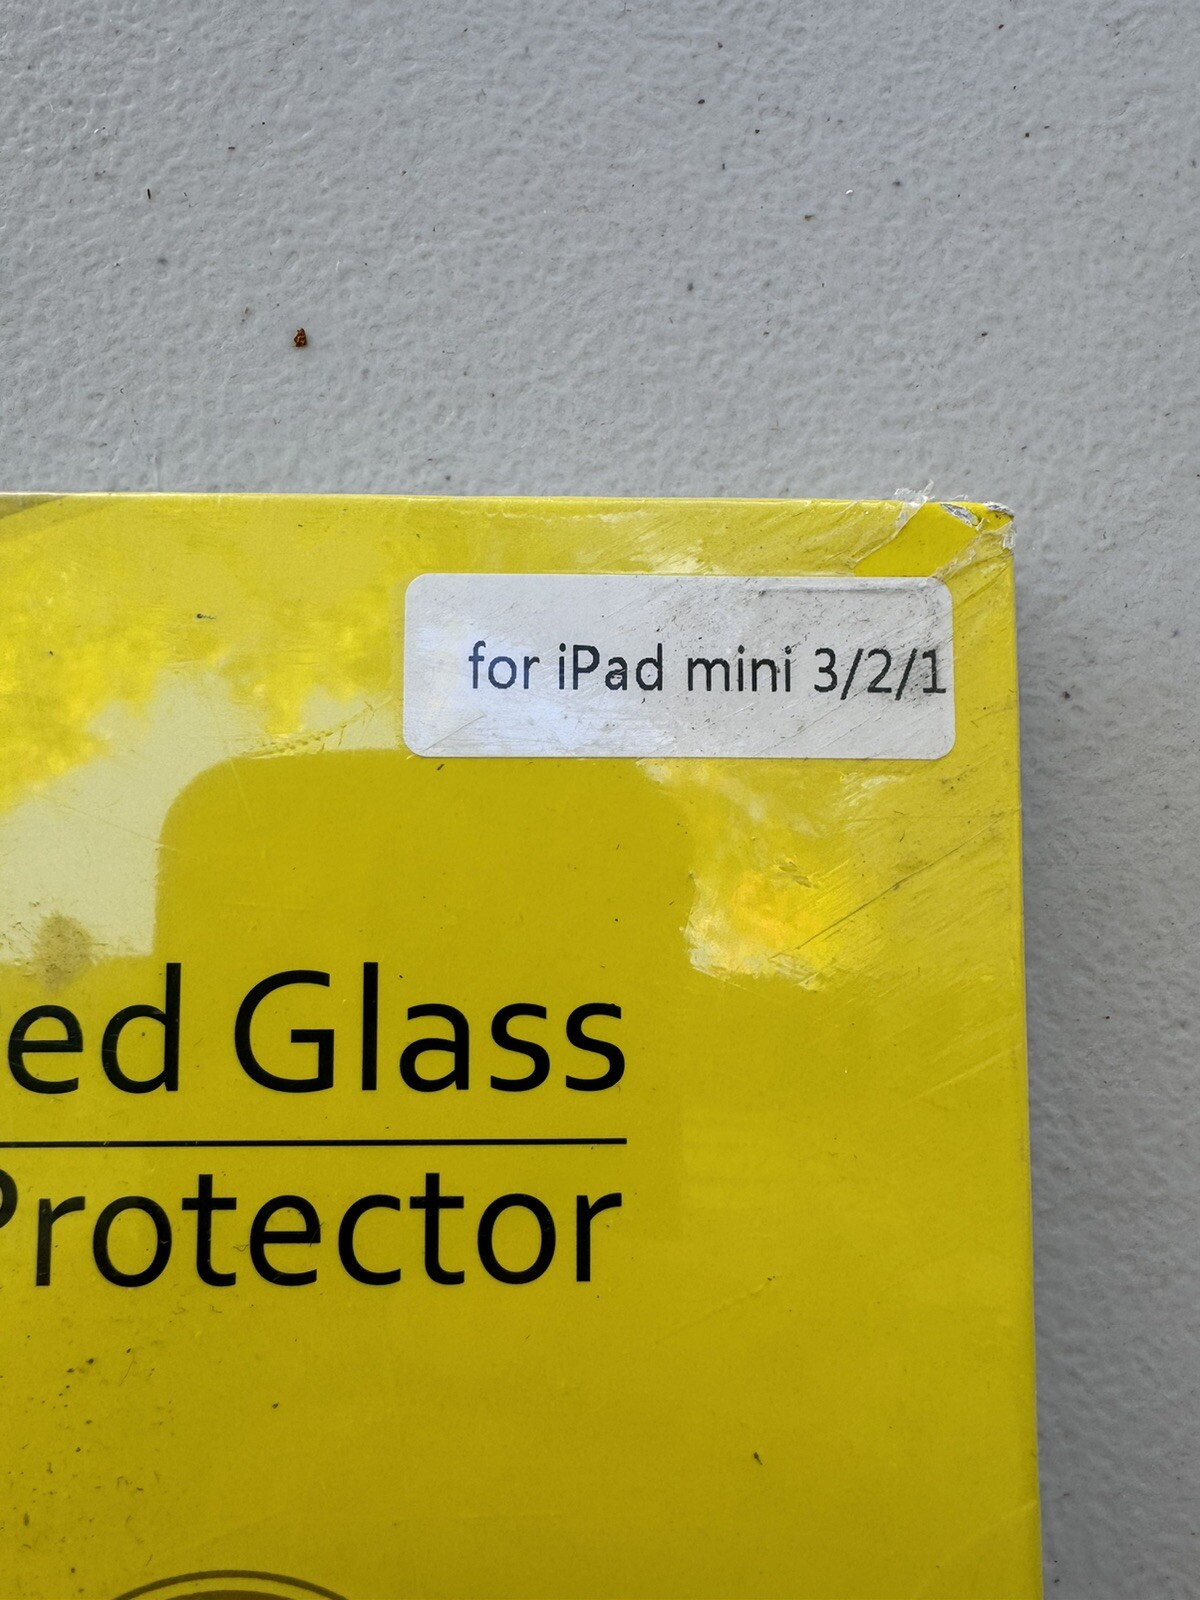 for iPad mini 3/2/1
ed Glass
Protector